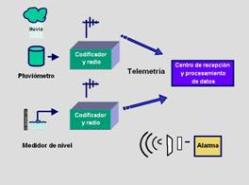 lluvia
Codificador
y radio
Pluviómetro
Telemetría
Centro de recepción
y procesamiento
de datos
Codificador
y radio
Medidor de nivel
Alarma